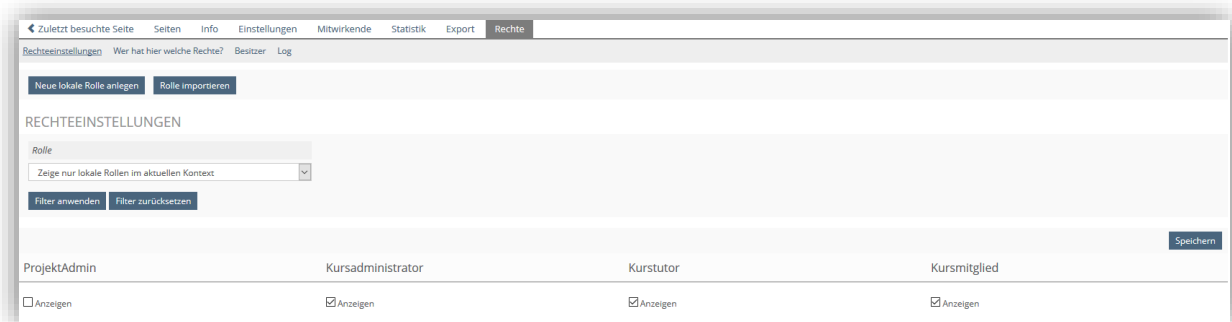 Zuletzt besuchte Seite Seiten Info Einstellungen Mitwirkende Statistik Export Rechte
Rechteeinstellungen Wer hat hier welche Rechte? Besitzer Log
Neue lokale Rolle anlegen Rolle importieren
RECHTEEINSTELLUNGEN
Rolle
Zeige nur lokale Rollen im aktuellen Kontext
Filter anwenden Filter zurücksetzen
Speichern
ProjektAdmin Kursadministrator Kurstutor Kursmitglied
Anzeigen Anzeigen Anzeigen Anzeigen